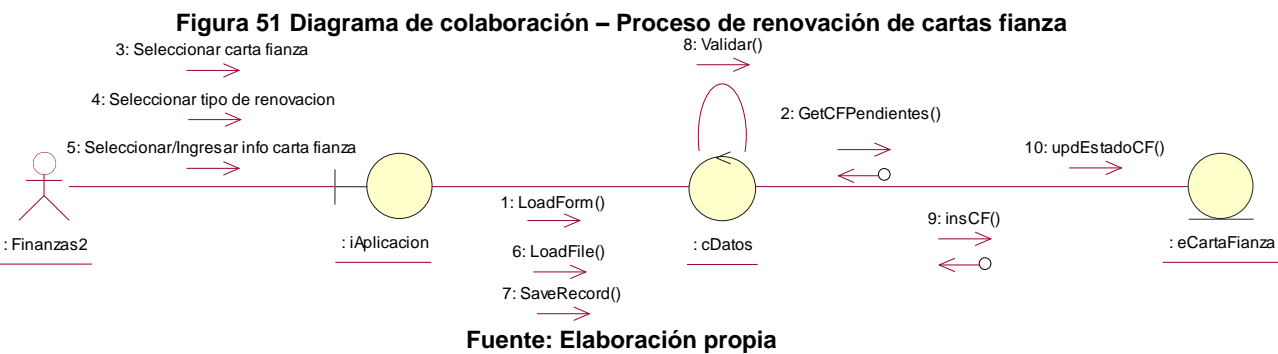 Figura 51 Diagrama de colaboración – Proceso de renovación de cartas fianza
3: Seleccionar carta fianza
8: Validar()
4: Seleccionar tipo de renovacion
2: GetCFPendientes()
5: Seleccionar/Ingresar info carta fianza
10: updEstadoCF()
1: LoadForm()
9: insCF()
: Finanzas2
: iAplicacion
: cDatos
: eCartaFianza
6: LoadFile()
7: SaveRecord()
Fuente: Elaboración propia